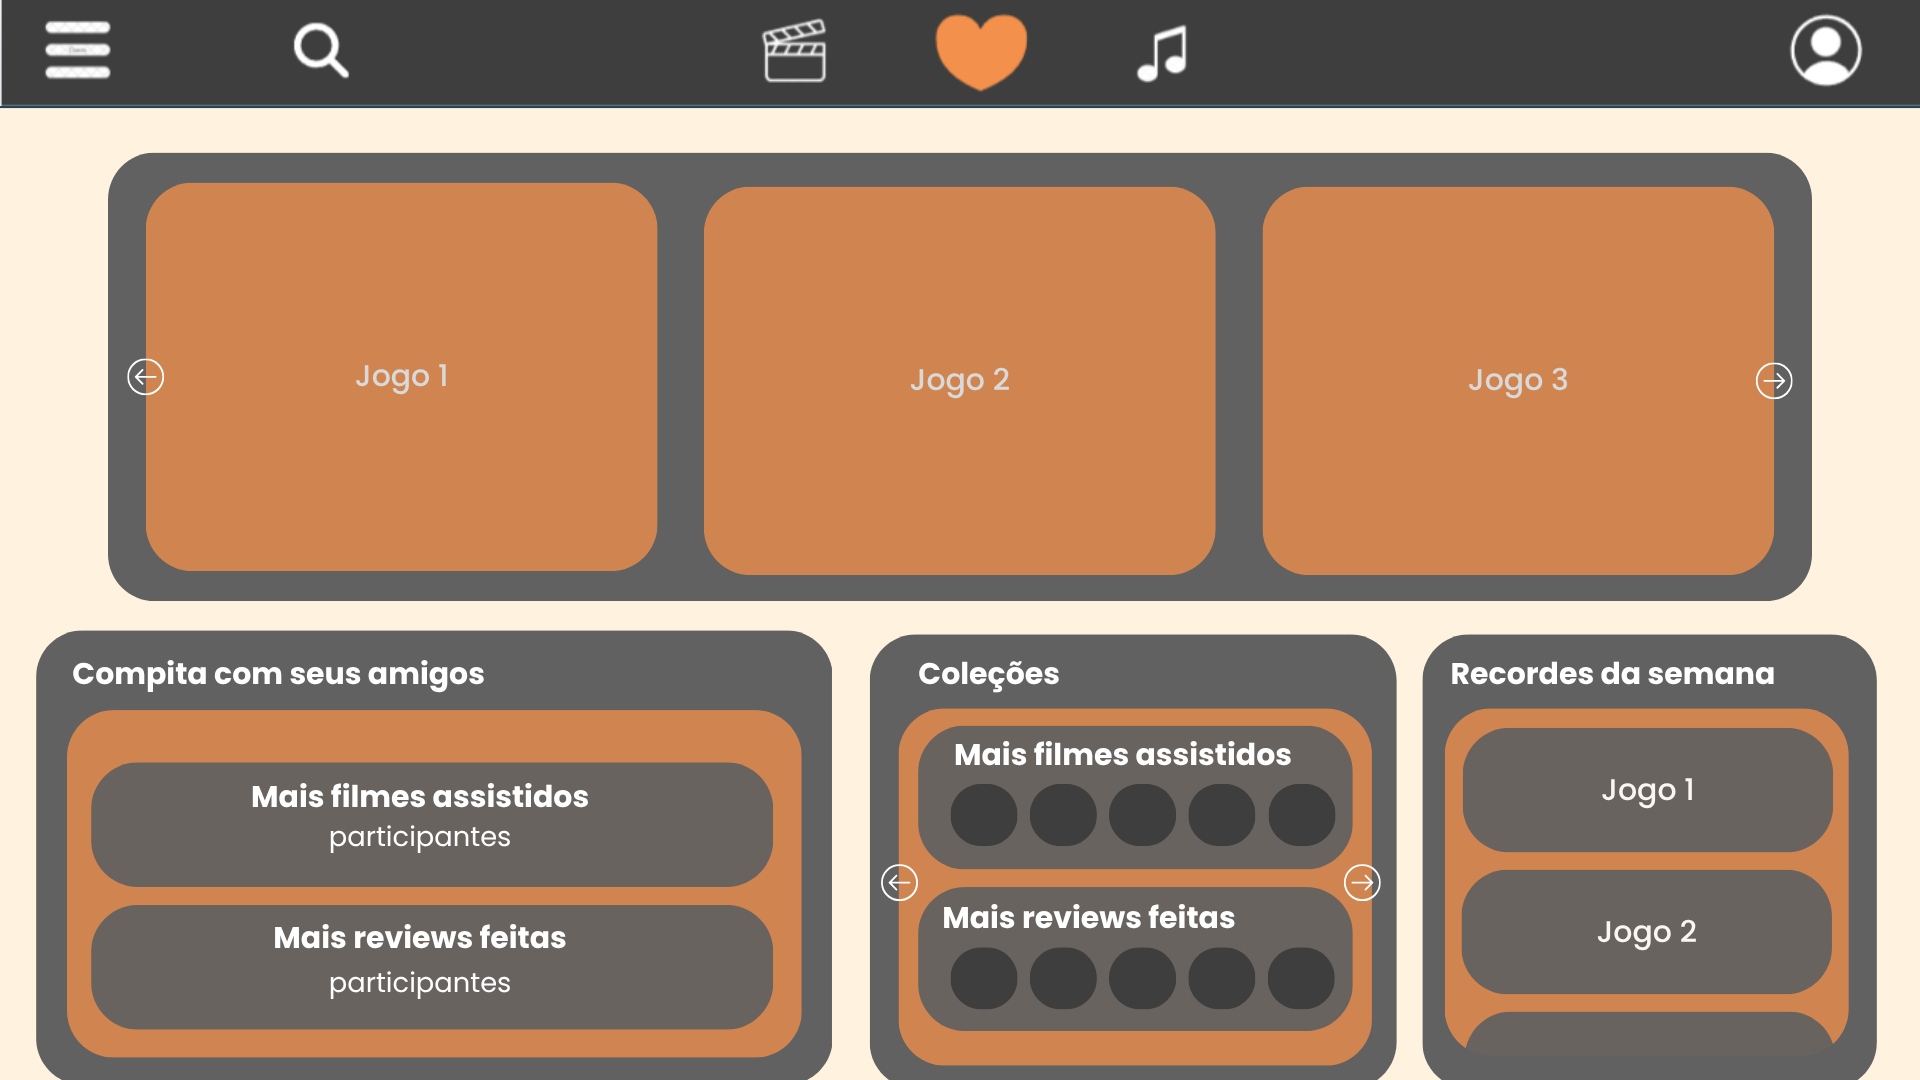 Jogo 1
Jogo 2
Jogo 3
Compita com seus amigos
Mais filmes assistidos
participantes
Mais reviews feitas
participantes
Coleções
Mais filmes assistidos
Mais reviews feitas
Recordes da semana
Jogo 1
Jogo 2